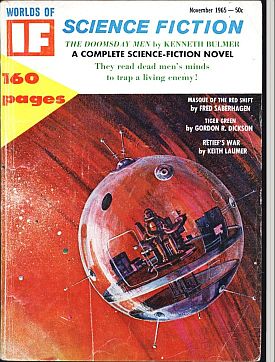 WORLDS OF
IF
November 1965 — 50c
SCIENCE FICTION
THE DOOMSDAY MEN by KENNETH BULMER
A COMPLETE SCIENCE-FICTION NOVEL
They read dead men's minds
to trap a living enemy!
160
pages
MASQUE OF THE RED SHIFT
by FRED SABERHAGEN
TIGER GREEN
by GORDON R. DICKSON
RETIEF'S WAR
by KEITH LAUMER